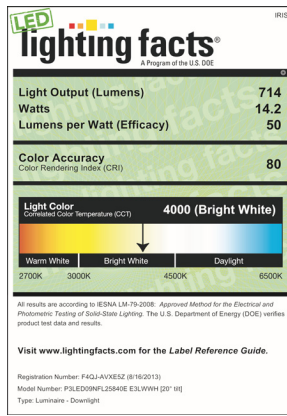 IRIS
LED
lighting facts®
A Program of the U.S. DOE
Light Output (Lumens) 714
Watts 14.2
Lumens per Watt (Efficacy) 50
Color Accuracy
Color Rendering Index (CRI) 80
Light Color
Correlated Color Temperature (CCT) 4000 (Bright White)
Warm White Bright White Daylight
2700K 3000K 4500K 6500K
All results are according to IESNA LM-79-2008: Approved Method for the Electrical and
Photometric Testing of Solid-State Lighting. The U.S. Department of Energy (DOE) verifies
product test data and results.
Visit www.lightingfacts.com for the Label Reference Guide.
Registration Number: F4QJ-AVXE5Z (8/16/2013)
Model Number: P3LED09NFL25840E E3LWWH [20° tilt]
Type: Luminaire - Downlight